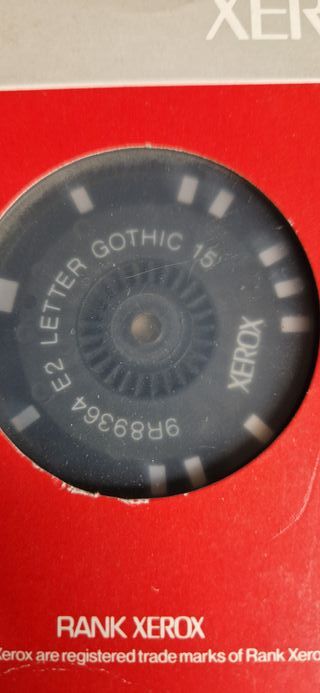 XER
E2 LETTER GOTHIC 15
XEROX
9R89364
RANK XEROX
Xerox are registered trade marks of Rank Xero